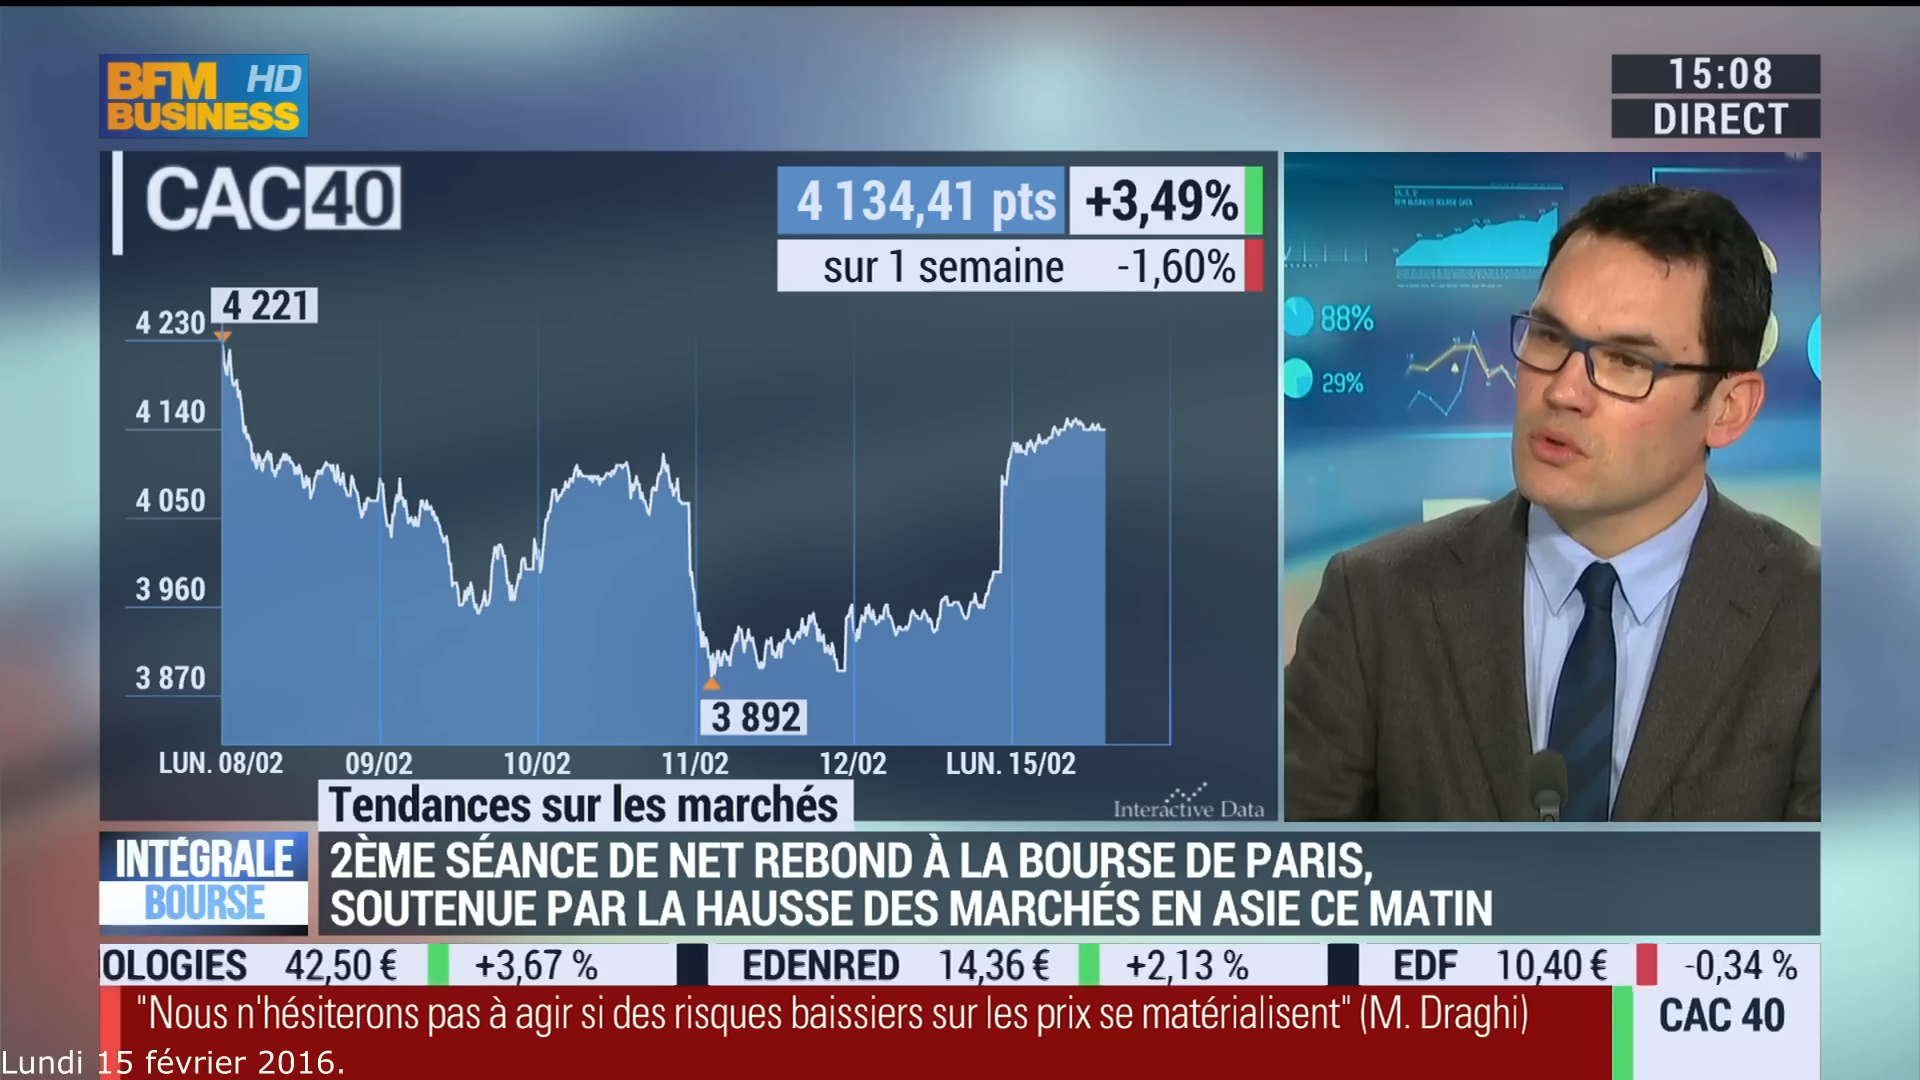 BFM HD
BUSINESS
15:08
DIRECT
CAC40
4 134,41 pts +3,49%
sur 1 semaine -1,60%
4 221
4 230
4 140
4 050
3 960
3 870
3 892
LUN. 08/02 09/02 10/02 11/02 12/02 LUN. 15/02
Interactive Data
88%
29%
Tendances sur les marchés
INTÉGRALE
BOURSE
2ÈME SÉANCE DE NET REBOND À LA BOURSE DE PARIS,
SOUTENUE PAR LA HAUSSE DES MARCHÉS EN ASIE CE MATIN
OLOGIES 42,50 € +3,67 % EDENRED 14,36 € +2,13 % EDF 10,40 € -0,34 %
"Nous n'hésiterons pas à agir si des risques baissiers sur les prix se matérialisent" (M. Draghi)
CAC 40
Lundi 15 février 2016.